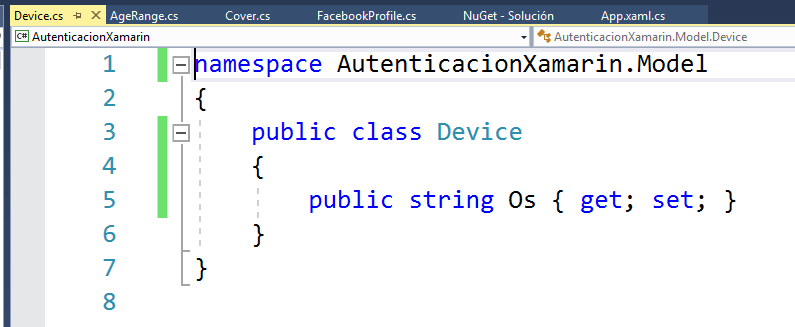 Device.cs AgeRange.cs Cover.cs FacebookProfile.cs NuGet - Solución App.xaml.cs
C# AutenticacionXamarin AutenticacionXamarin.Model.Device
1 namespace AutenticacionXamarin.Model
2 {
3 public class Device
4 {
5 public string Os { get; set; }
6 }
7 }
8